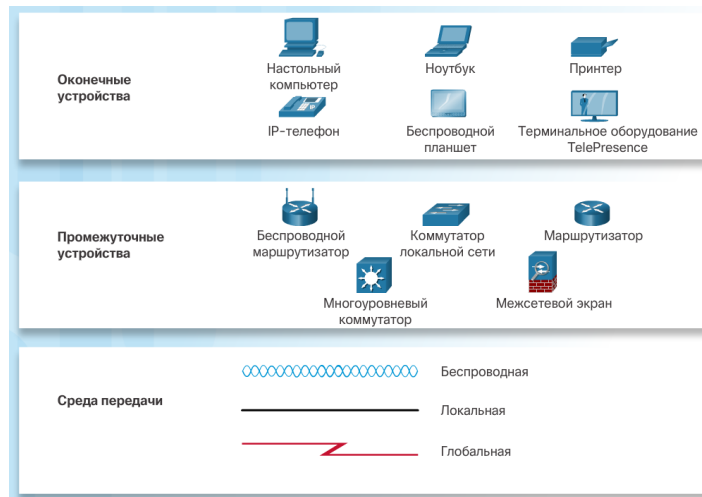 Оконечные
устройства
Настольный
компьютер
Ноутбук
Принтер
IP-телефон
Беспроводной
планшет
Терминальное оборудование
TelePresence
Промежуточные
устройства
Беспроводной
маршрутизатор
Коммутатор
локальной сети
Маршрутизатор
Многоуровневый
коммутатор
Межсетевой экран
Среда передачи
Беспроводная
Локальная
Глобальная